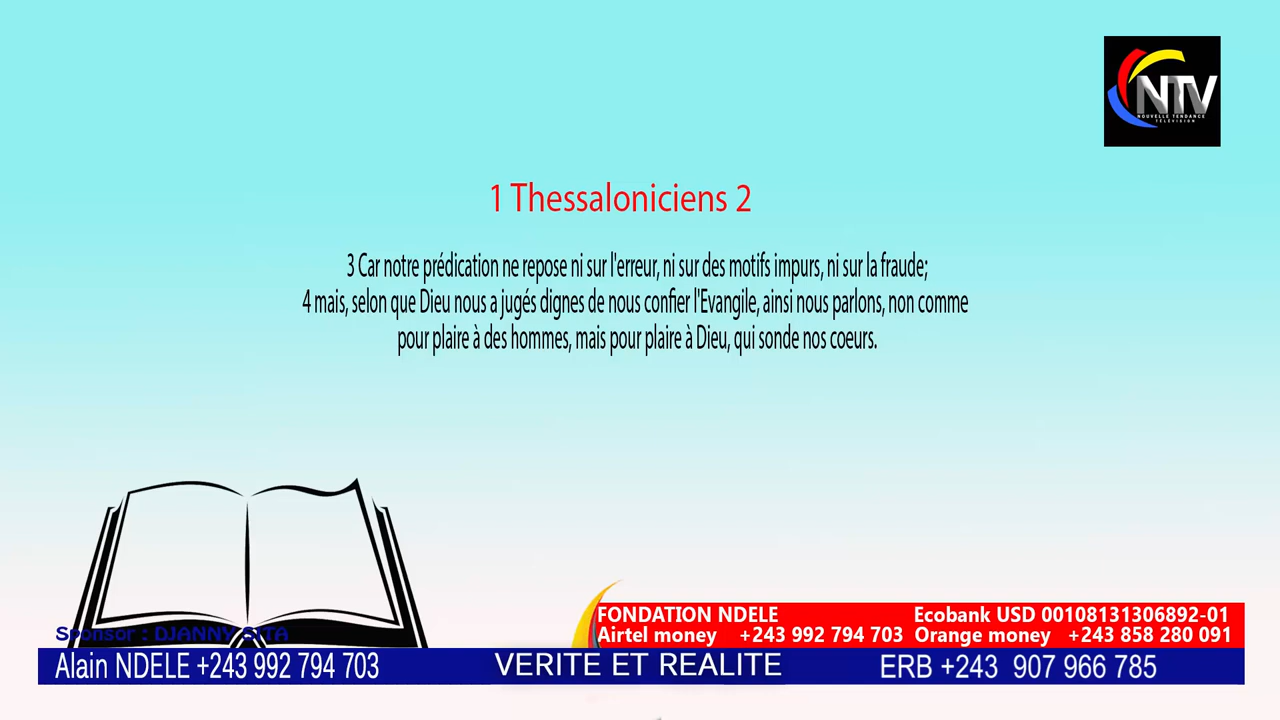 NTV
NOUVELLE TENDANCE
TÉLÉVISION
1 Thessaloniciens 2
3 Car notre prédication ne repose ni sur l'erreur, ni sur des motifs impurs, ni sur la fraude;
4 mais, selon que Dieu nous a jugés dignes de nous confier l'Evangile, ainsi nous parlons, non comme
pour plaire à des hommes, mais pour plaire à Dieu, qui sonde nos coeurs.
FONDATION NDELE Ecobank USD 00108131306892-01
Airtel money +243 992 794 703 Orange money +243 858 280 091
Sponsor : DJANNY SITA
Alain NDELE +243 992 794 703 VERITE ET REALITE ERB +243 907 966 785